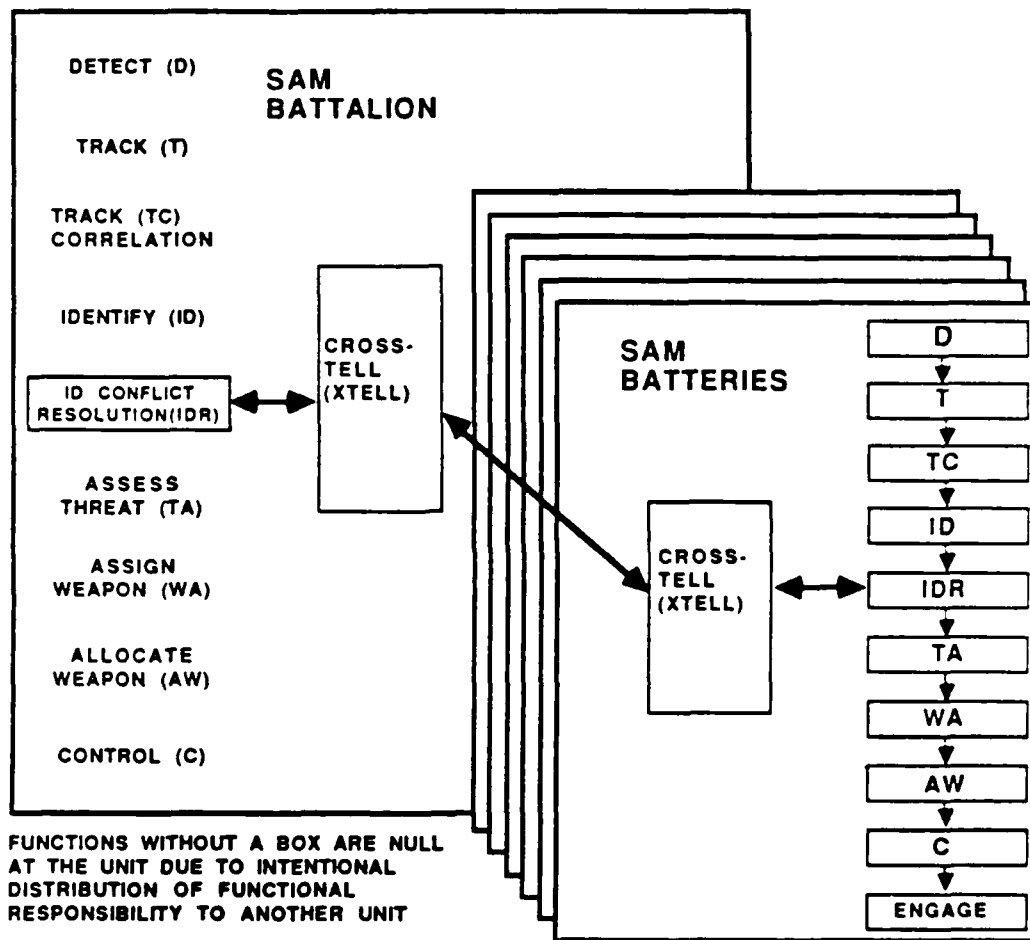 DETECT (D)
SAM
BATTALION
TRACK (T)
TRACK (TC)
CORRELATION
IDENTIFY (ID)
CROSS-
TELL
(XTELL)
ID CONFLICT
RESOLUTION(IDR)
ASSESS
THREAT (TA)
ASSIGN
WEAPON (WA)
ALLOCATE
WEAPON (AW)
CONTROL (C)
SAM
BATTERIES
CROSS-
TELL
(XTELL)
D
T
TC
ID
IDR
TA
WA
AW
C
ENGAGE
FUNCTIONS WITHOUT A BOX ARE NULL
AT THE UNIT DUE TO INTENTIONAL
DISTRIBUTION OF FUNCTIONAL
RESPONSIBILITY TO ANOTHER UNIT